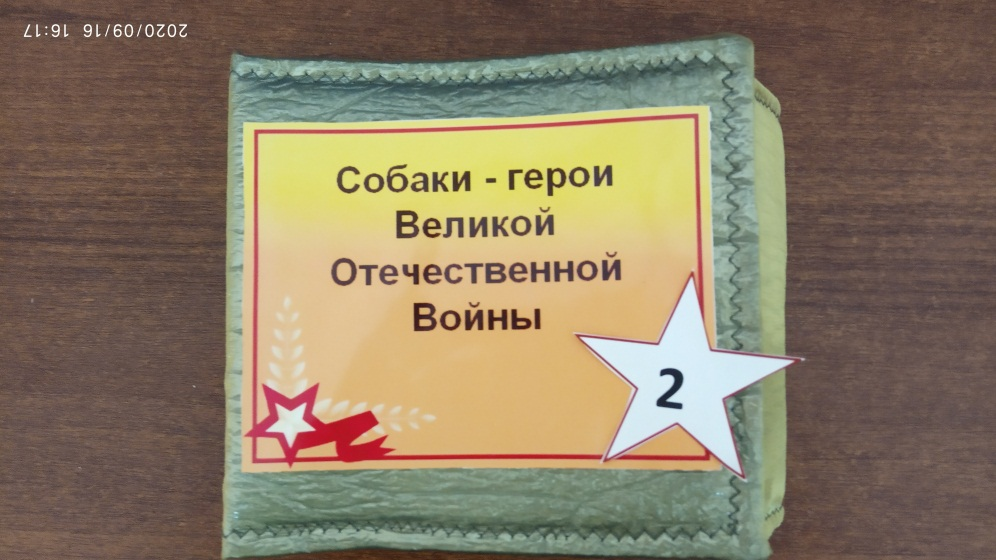 2020/09/16 16:17
Собаки - герои
Великой
Отечественной
Войны
2